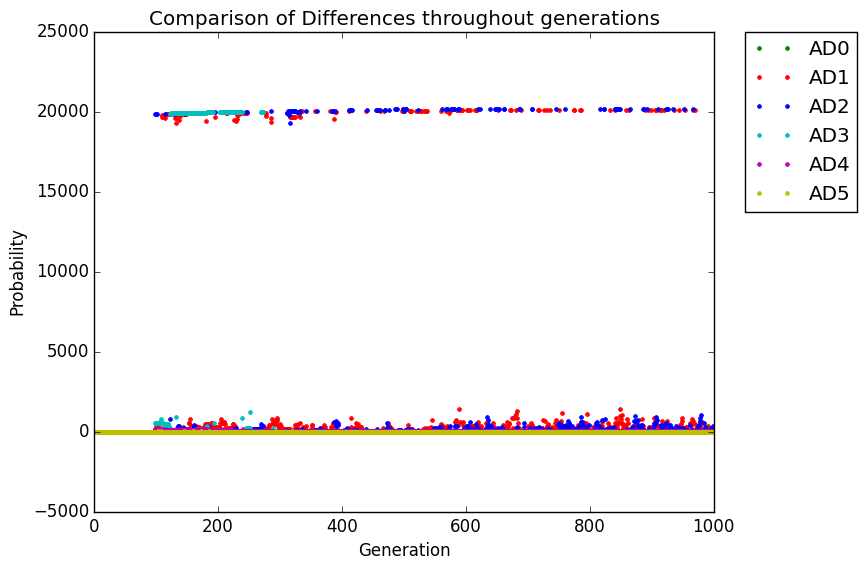 Comparison of Differences throughout generations
25000
20000
15000
10000
5000
0
−5000
Probability
0 200 400 600 800 1000
Generation
AD0
AD1
AD2
AD3
AD4
AD5